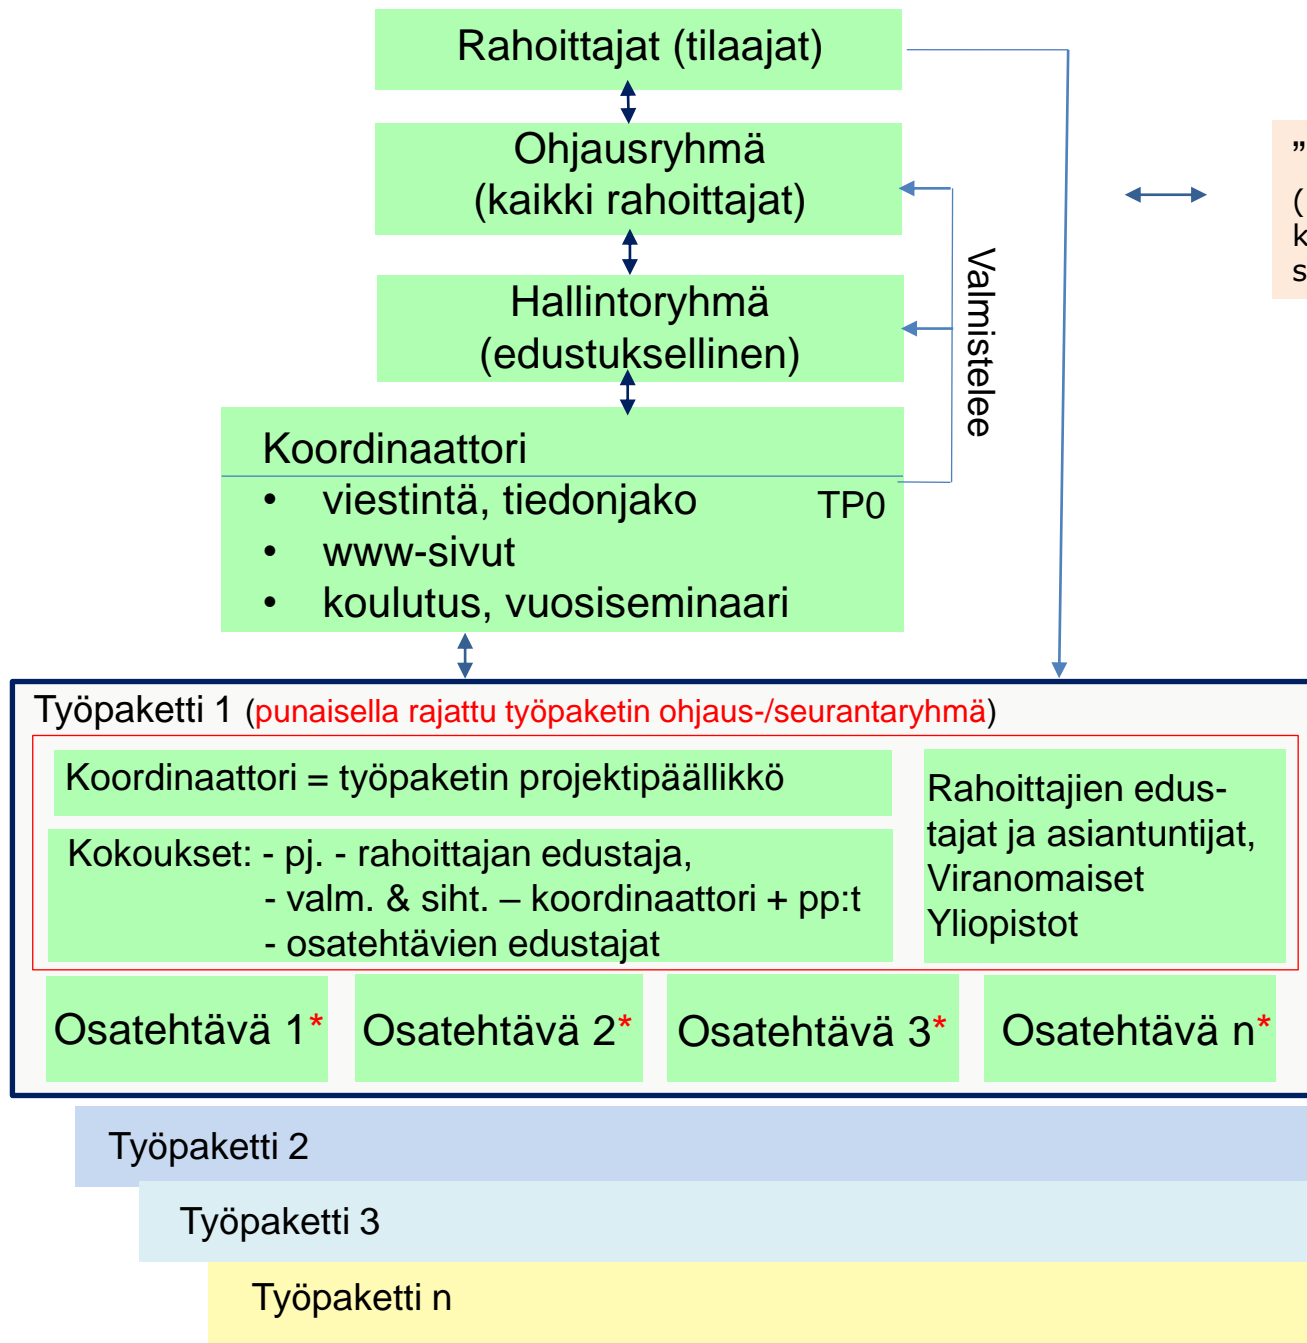 Rahoittajat (tilaajat)
Ohjausryhmä
(kaikki rahoittajat)
Hallintoryhmä
(edustuksellinen)
Valmistelee
Koordinaattori
• viestintä, tiedonjako
TP0
• www-sivut
• koulutus, vuosiseminaari
”
(
k
s
Työpaketti 1 (punaisella rajattu työpaketin ohjaus-/seurantaryhmä)
Koordinaattori = työpaketin projektipäällikkö
Kokoukset: - pj. - rahoittajan edustaja,
- valm. & siht. – koordinaattori + pp:t
- osatehtävien edustajat
Rahoittajien edus-
tajat ja asiantuntijat,
Viranomaiset
Yliopistot
Osatehtävä 1*
Osatehtävä 2*
Osatehtävä 3*
Osatehtävä n*
Työpaketti 2
Työpaketti 3
Työpaketti n